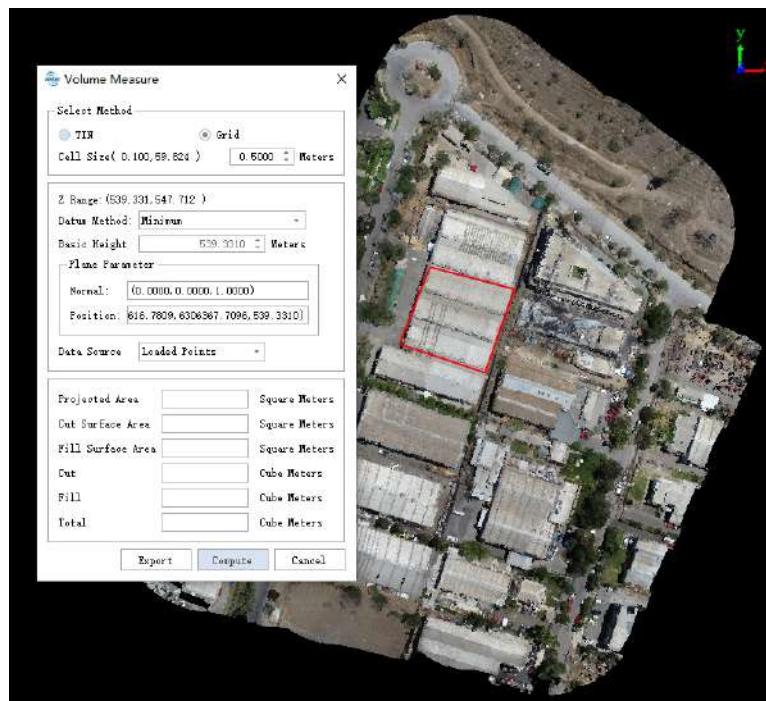 Volume Measure
Select Method
TIN
Grid
Cell Size( 0.100,59.824 )
0.5000
Meters
Z Range:(539.331,547.712 )
Datum Method:
Minimum
Basic Height
539.3310
Meters
Plane Parameter
Normal:
(0.0000,0.0000,1.0000)
Position:
616.7809,6306367.7096,539.3310)
Data Source
Loaded Points
Projected Area
Square Meters
Cut Surface Area
Square Meters
Fill Surface Area
Square Meters
Cut
Cube Meters
Fill
Cube Meters
Total
Cube Meters
Export
Compute
Cancel
y